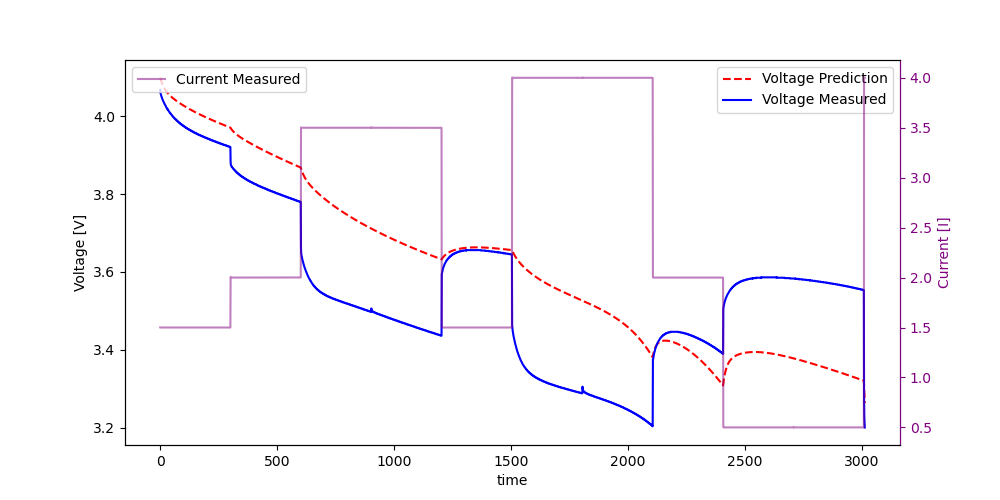 Current Measured
Voltage Prediction
Voltage Measured
Voltage [V]
4.0
3.8
3.6
3.4
3.2
4.0
3.5
3.0
2.5
2.0
1.5
1.0
0.5
Current [I]
0 500 1000 1500 2000 2500 3000
time